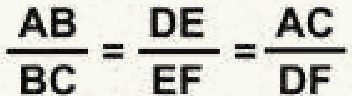 AB/BC = DE/EF = AC/DF